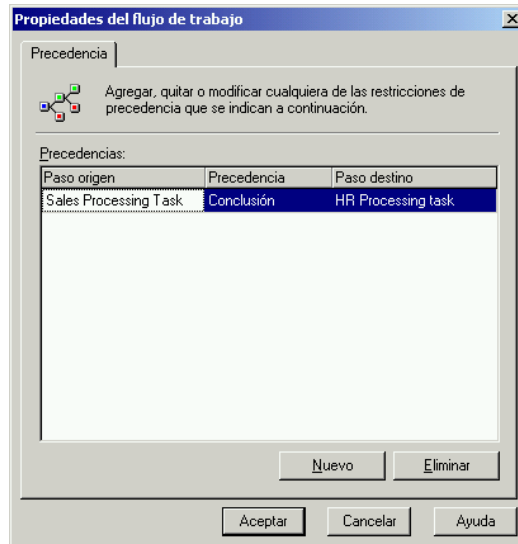 Propiedades del flujo de trabajo
Precedencia
Agregar, quitar o modificar cualquiera de las restricciones de
precedencia que se indican a continuación.
Precedencias:
Paso origen Precedencia Paso destino
Sales Processing Task Conclusión HR Processing task
Nuevo Eliminar
Aceptar Cancelar Ayuda